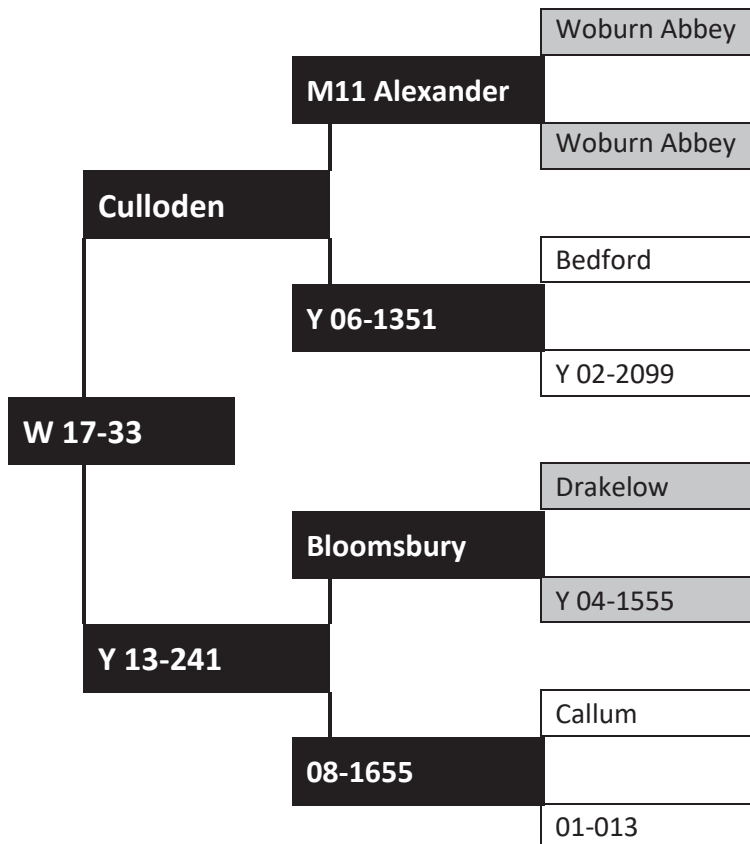 Woburn Abbey
M11 Alexander
Woburn Abbey
Culloden
Bedford
Y 06-1351
Y 02-2099
W 17-33
Drakelow
Bloomsbury
Y 04-1555
Y 13-241
Callum
08-1655
01-013